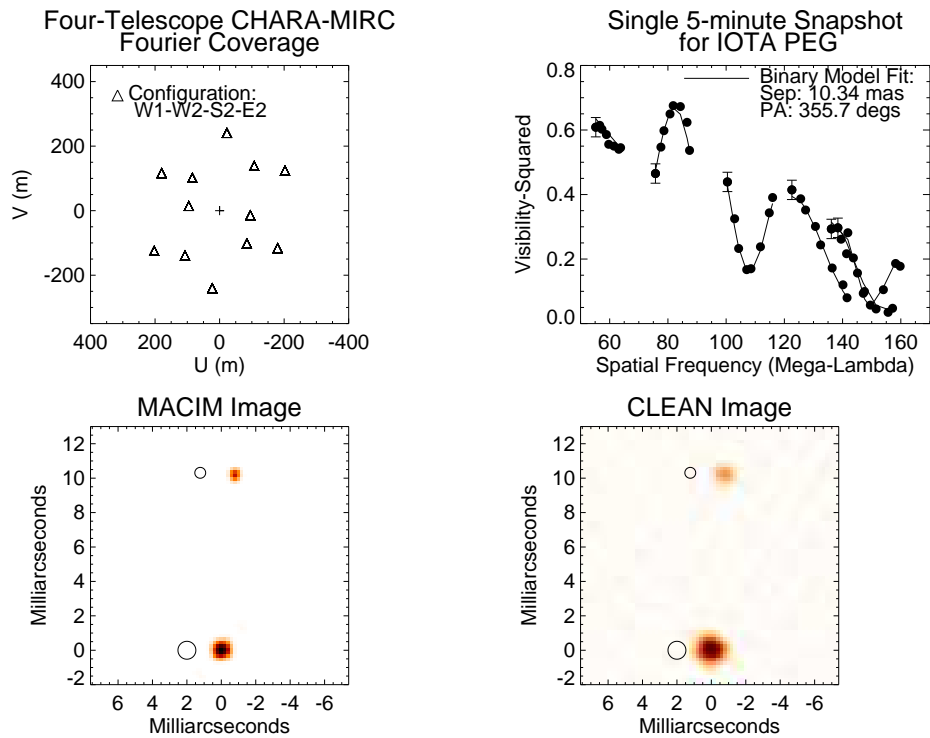 Four-Telescope CHARA-MIRC
Fourier Coverage
400
200
0
-200
V (m)
Configuration:
W1-W2-S2-E2
400 200 0 -200 -400
U (m)
Single 5-minute Snapshot
for IOTA PEG
0.8
0.6
0.4
0.2
0.0
Visibility-Squared
Binary Model Fit:
Sep: 10.34 mas
PA: 355.7 degs
60 80 100 120 140 160
Spatial Frequency (Mega-Lambda)
MACIM Image
12
10
8
6
4
2
0
-2
Milliarcseconds
6 4 2 0 -2 -4 -6
Milliarcseconds
CLEAN Image
12
10
8
6
4
2
0
-2
Milliarcseconds
6 4 2 0 -2 -4 -6
Milliarcseconds